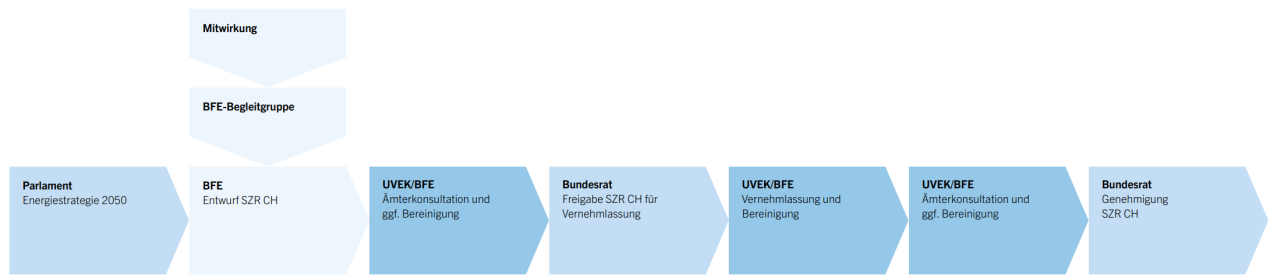 Mitwirkung
BFE-Begleitgruppe
Parlament
Energiestrategie 2050
BFE
Entwurf SZR CH
UVEK/BFE
Ämterkonsultation und
ggf. Bereinigung
Bundesrat
Freigabe SZR CH für
Vernehmlassung
UVEK/BFE
Vernehmlassung und
Bereinigung
UVEK/BFE
Ämterkonsultation und
ggf. Bereinigung
Bundesrat
Genehmigung
SZR CH